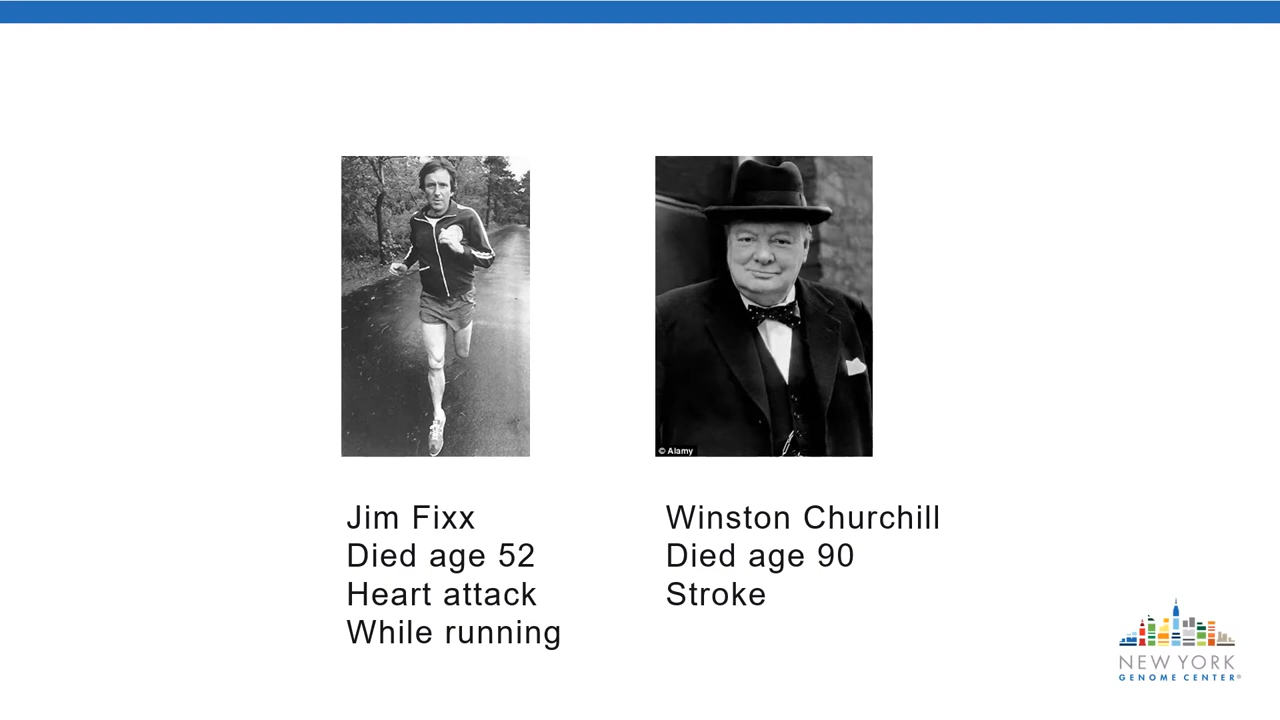 © Alamy
Jim Fixx
Died age 52
Heart attack
While running
Winston Churchill
Died age 90
Stroke
NEW YORK
GENOME CENTER®